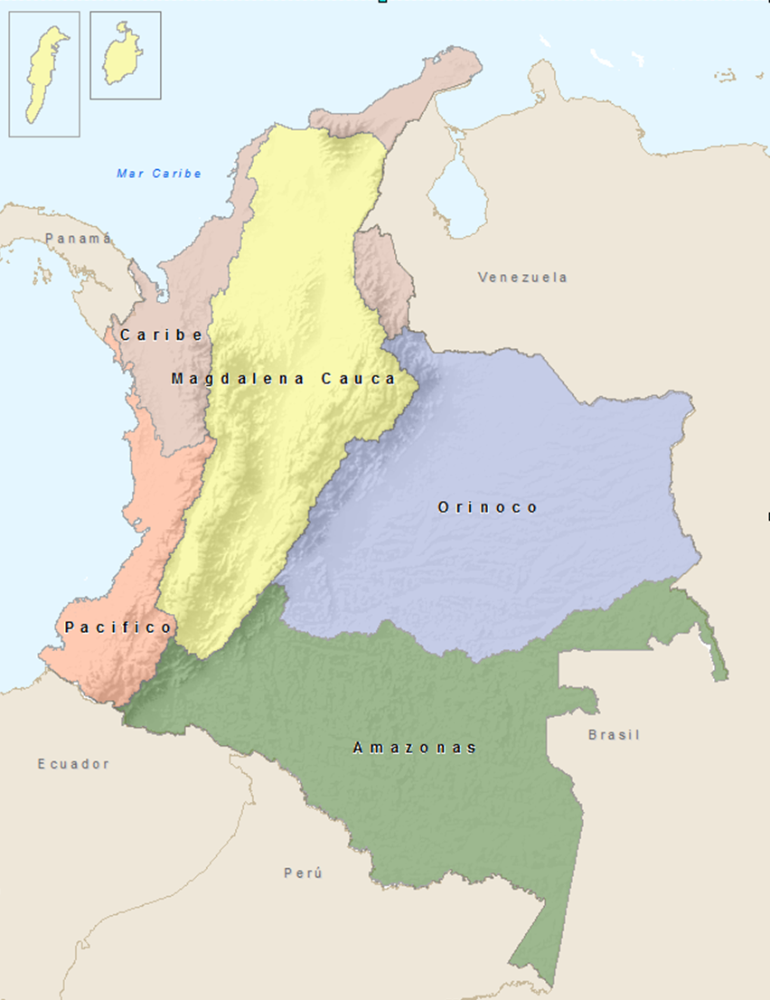 Mar Caribe
Panamá
Venezuela
Caribe
Magdalena Cauca
Orinoco
Pacifico
Brasil
Amazonas
Ecuador
Perú